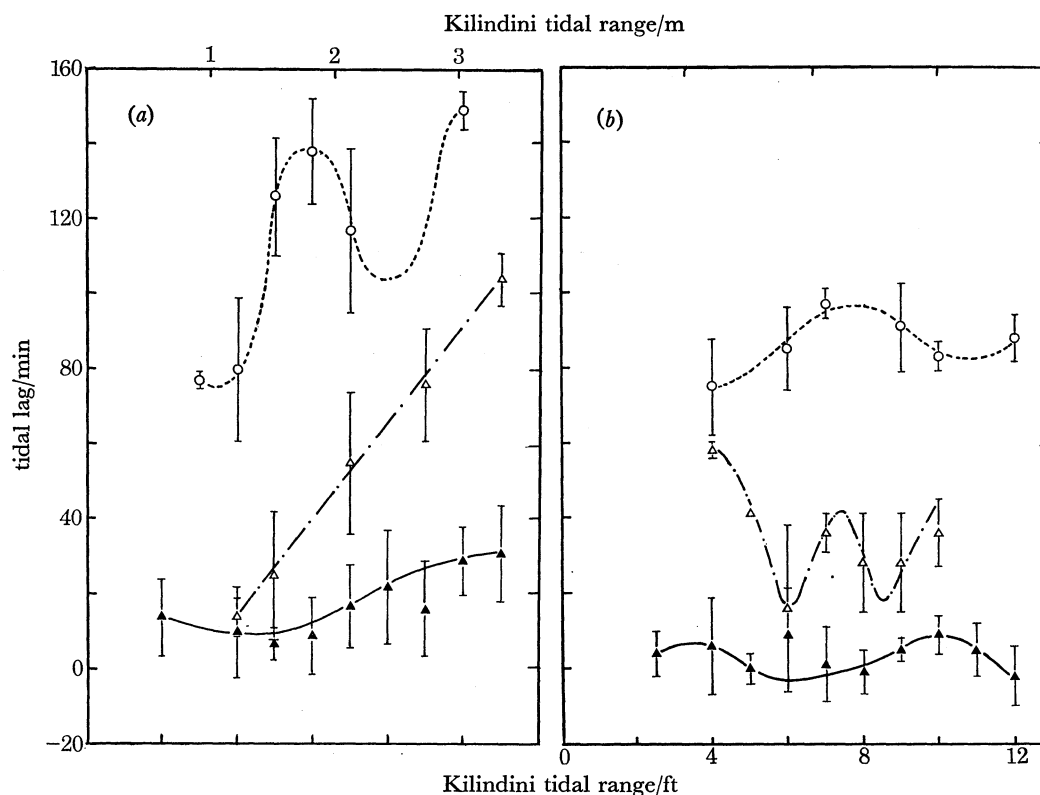 Kilindini tidal range/m
1 2 3
160
120
80
40
0
−20
tidal lag/min
(a)
(b)
0 4 8 12
Kilindini tidal range/ft